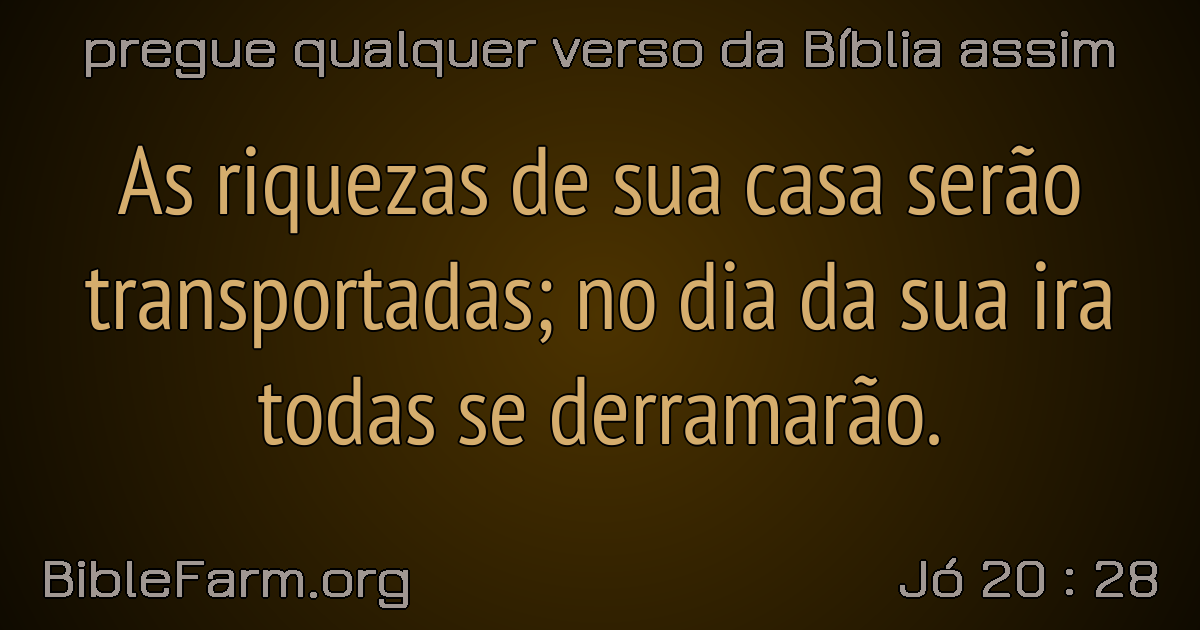 pregue qualquer verso da Bíblia assim
As riquezas de sua casa serão
transportadas; no dia da sua ira
todas se derramarão.
BibleFarm.org
Jó 20 : 28